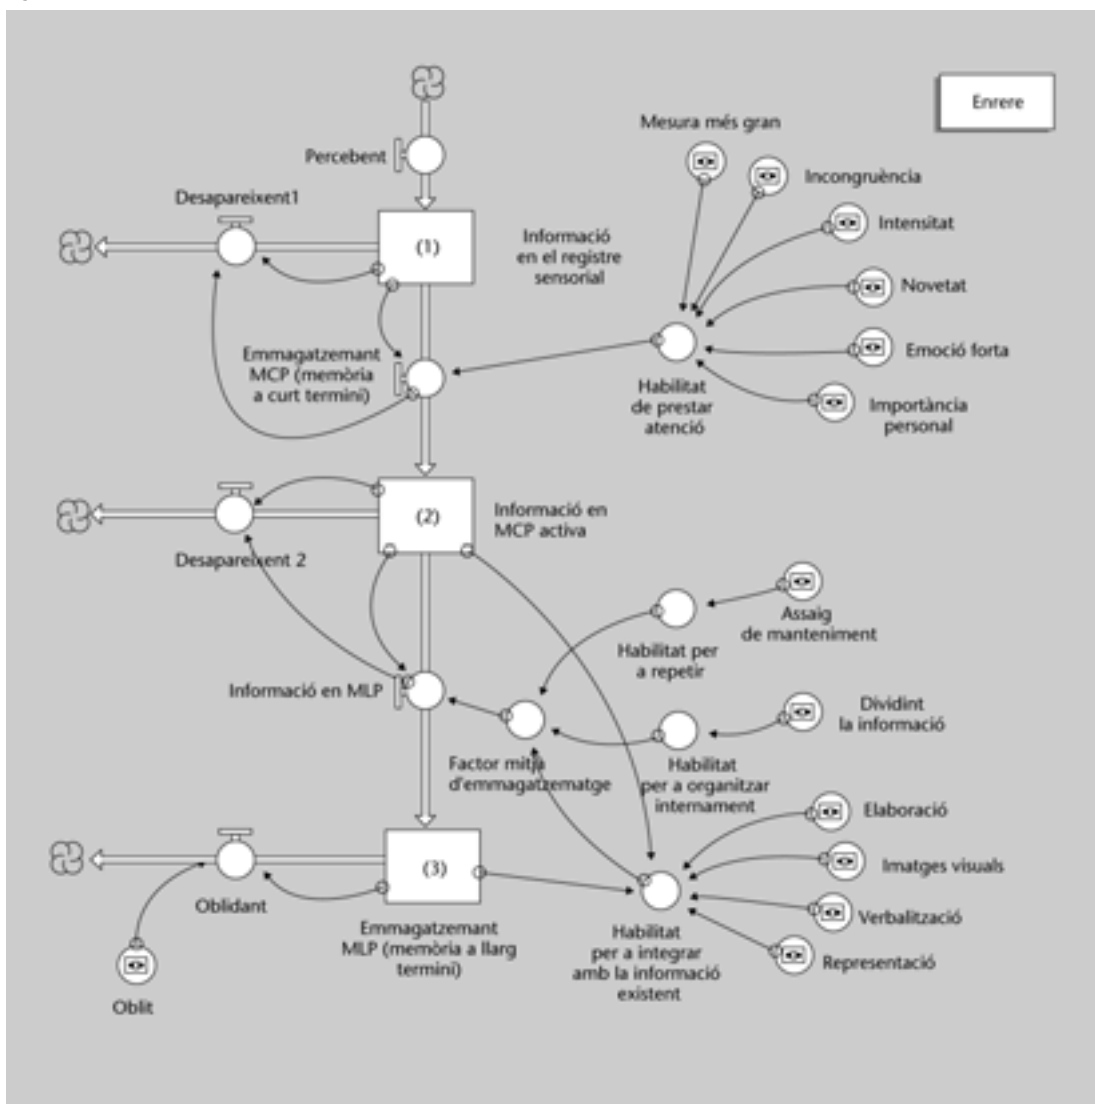 Enrere
Mesura més gran
Percebent
Incongruència
Desapareixent1
Intensitat
(1)
Informació
en el registre
sensorial
Novetat
Emmagatzemant
MCP (memòria
a curt termini)
Emoció forta
Habilitat
de prestar
atenció
Importància
personal
(2)
Informació en
MCP activa
Desapareixent 2
Assaig
de manteniment
Habilitat per
a repetir
Informació en MLP
Dividint
la informació
Factor mitjà
d'emmagatzematge
Habilitat
per a organitzar
internament
Elaboració
(3)
Imatges visuals
Oblidant
Verbalització
Emmagatzemant
MLP (memòria a llarg
termini)
Habilitat
per a integrar
amb la informació
existent
Representació
Oblit